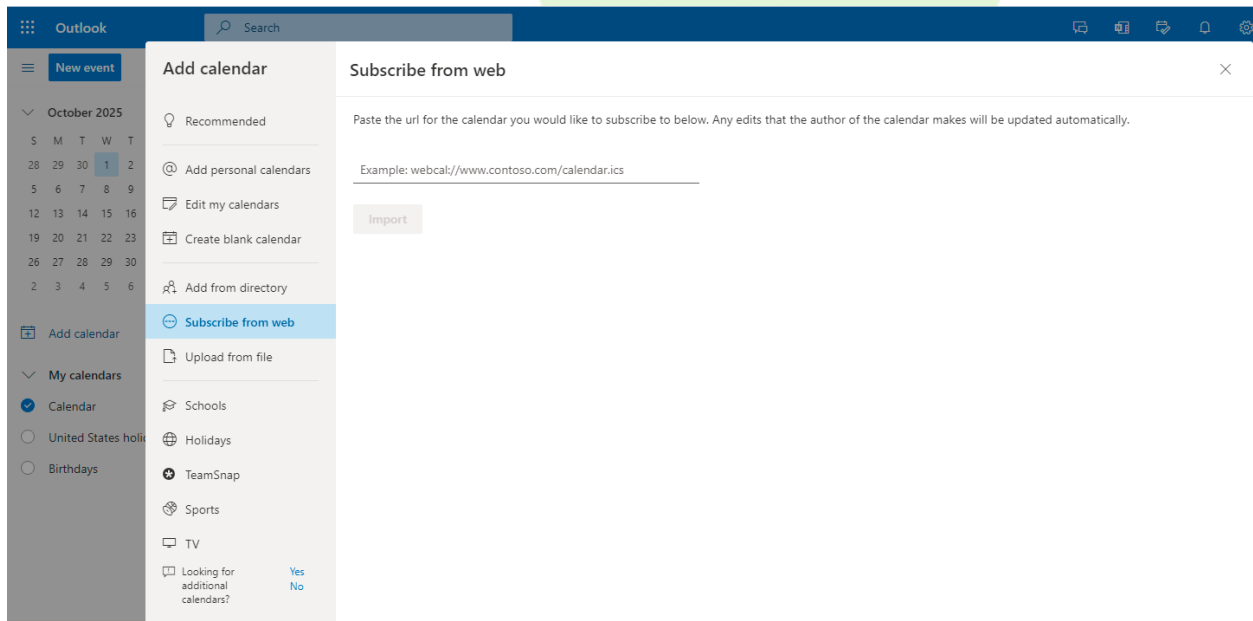 Outlook
Search
New event
October 2025
S M T W T
28 29 30 1 2
5 6 7 8 9
12 13 14 15 16
19 20 21 22 23
26 27 28 29 30
2 3 4 5 6
Add calendar
My calendars
Calendar
United States holi
Birthdays
Add calendar
Recommended
Add personal calendars
Edit my calendars
Create blank calendar
Add from directory
Subscribe from web
Upload from file
Schools
Holidays
TeamSnap
Sports
TV
Looking for
additional
calendars?
Yes
No
Subscribe from web
Paste the url for the calendar you would like to subscribe to below. Any edits that the author of the calendar makes will be updated automatically.
Example: webcal://www.contoso.com/calendar.ics
Import